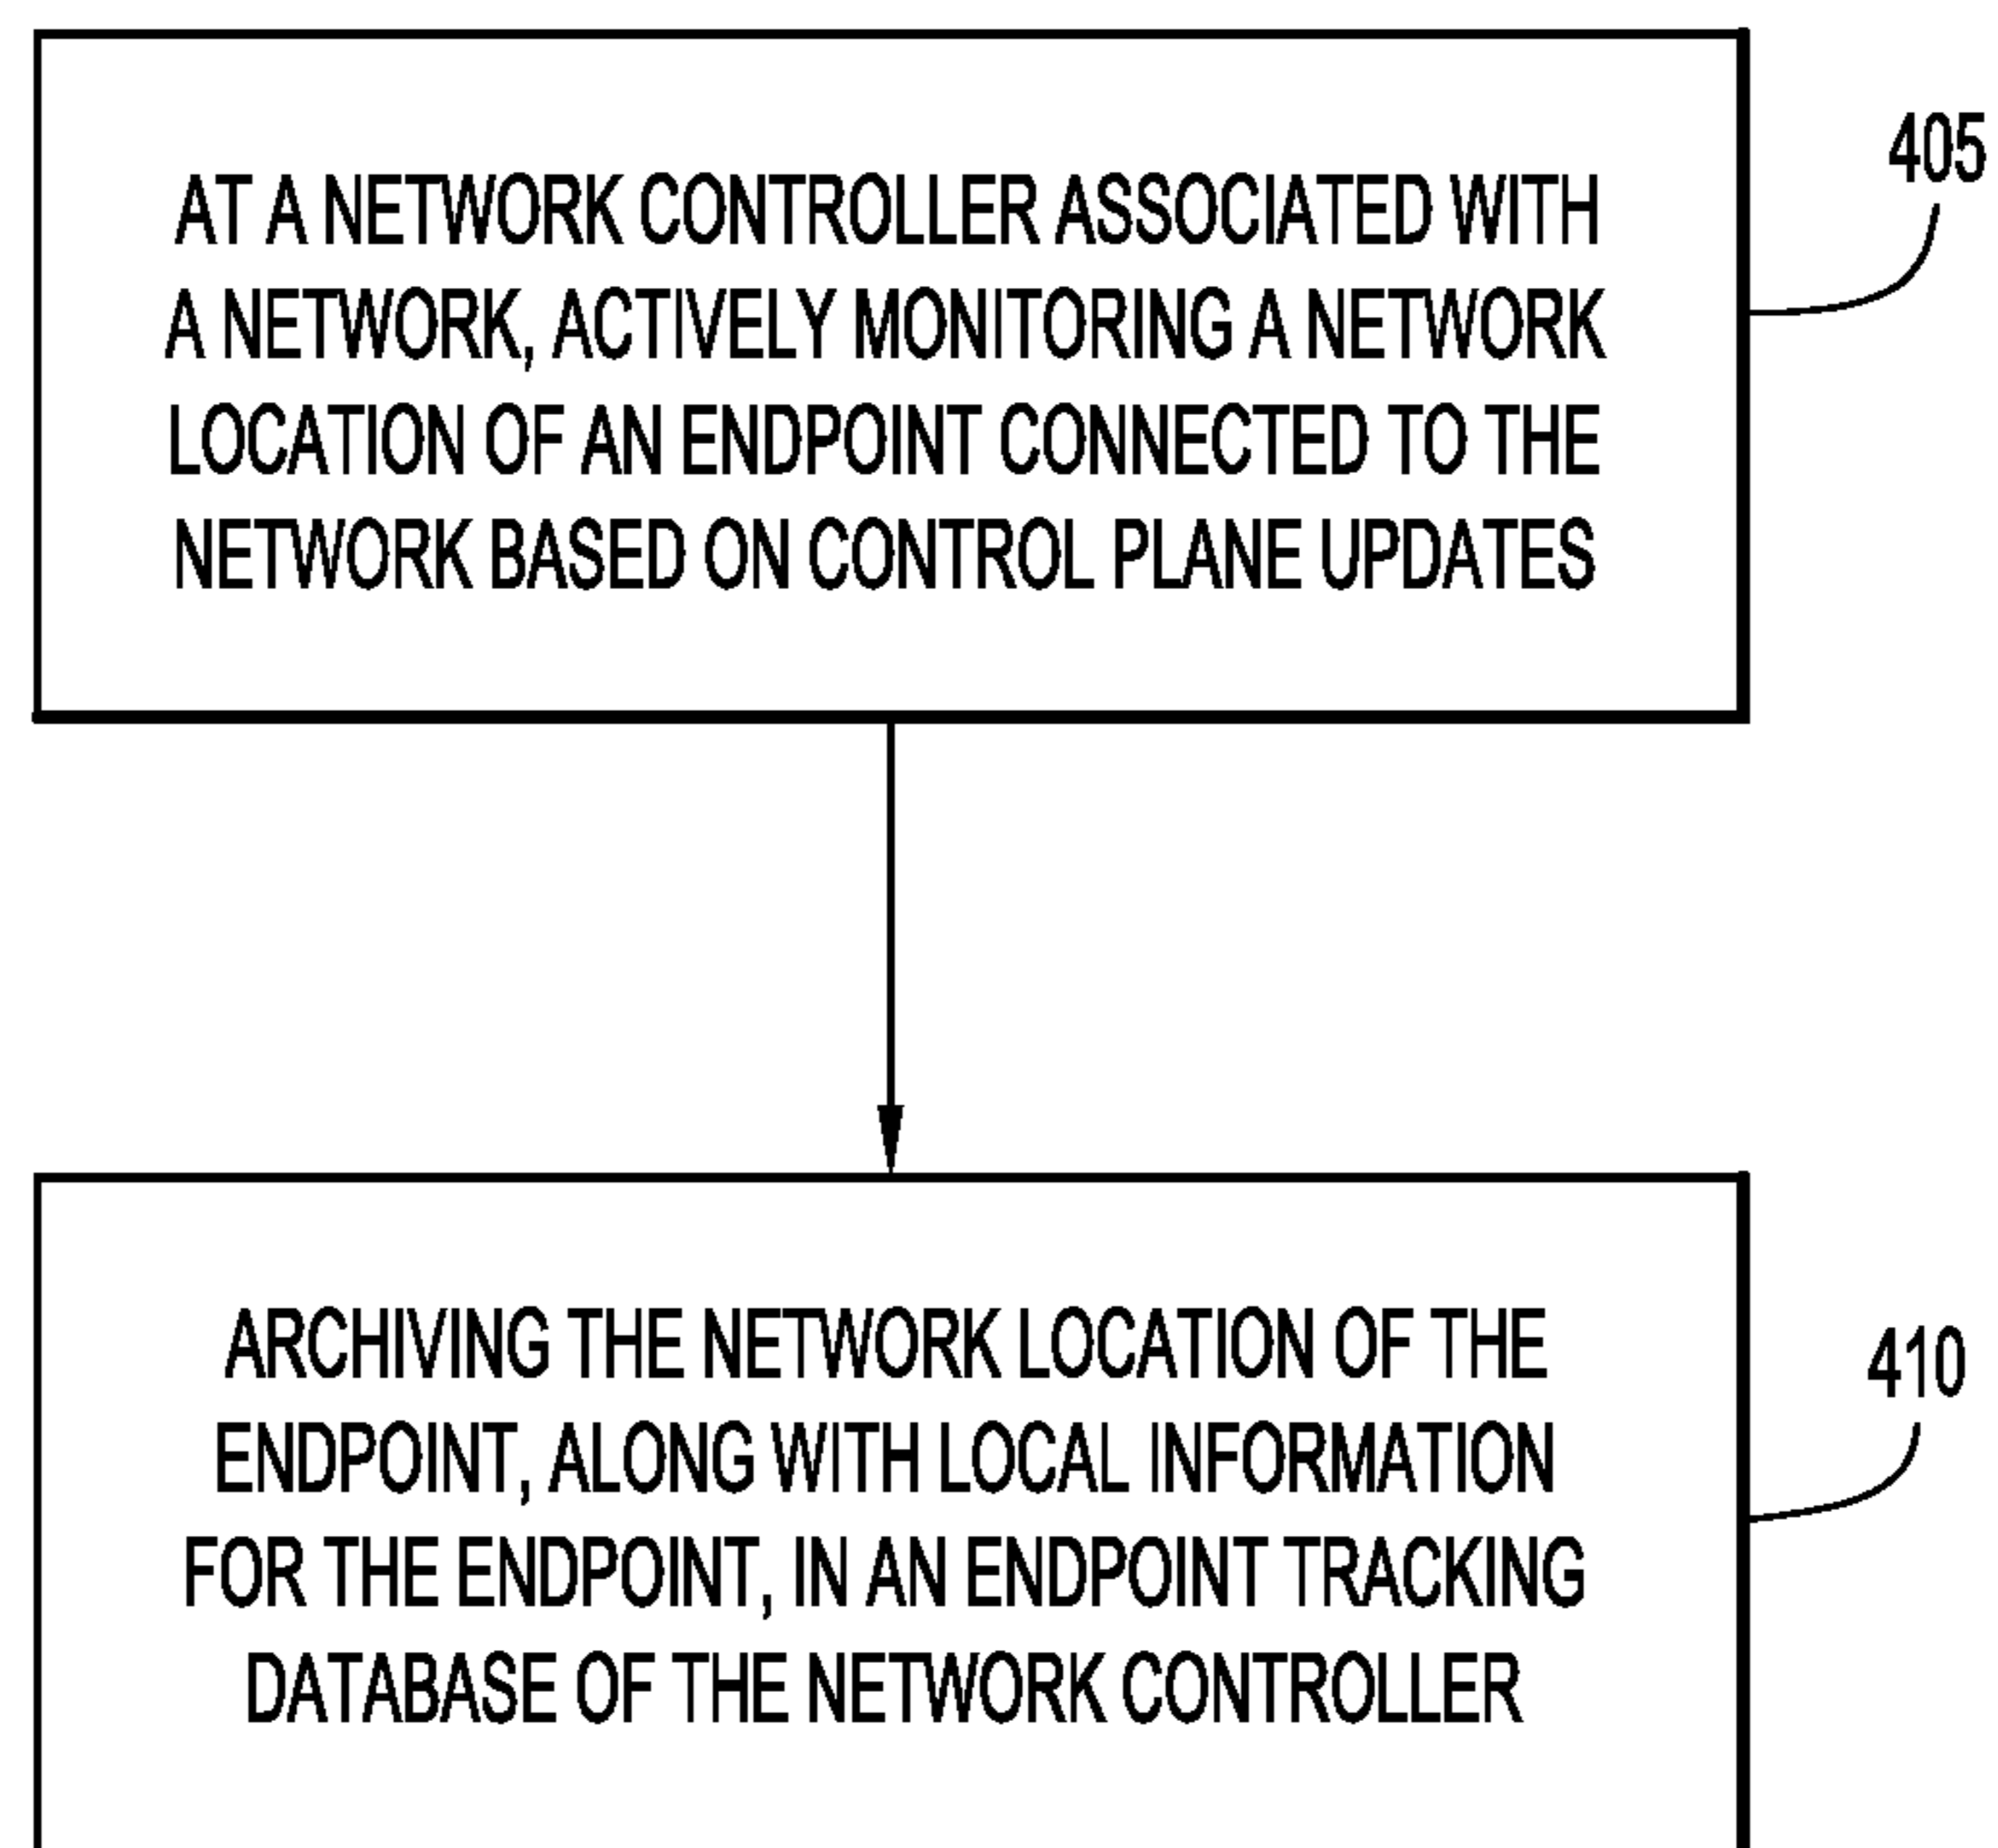 AT A NETWORK CONTROLLER ASSOCIATED WITH
A NETWORK, ACTIVELY MONITORING A NETWORK
LOCATION OF AN ENDPOINT CONNECTED TO THE
NETWORK BASED ON CONTROL PLANE UPDATES
405
ARCHIVING THE NETWORK LOCATION OF THE
ENDPOINT, ALONG WITH LOCAL INFORMATION
FOR THE ENDPOINT, IN AN ENDPOINT TRACKING
DATABASE OF THE NETWORK CONTROLLER
410